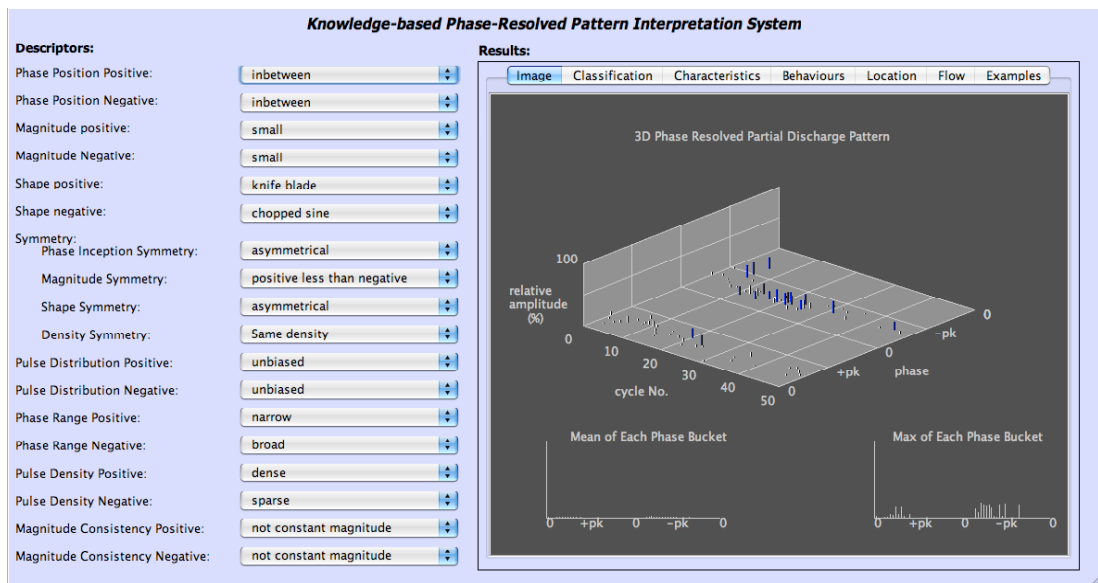 Knowledge-based Phase-Resolved Pattern Interpretation System
Descriptors:
Phase Position Positive: inbetween
Phase Position Negative: inbetween
Magnitude positive: small
Magnitude Negative: small
Shape positive: knife blade
Shape negative: chopped sine
Symmetry:
Phase Inception Symmetry: asymmetrical
Magnitude Symmetry: positive less than negative
Shape Symmetry: asymmetrical
Density Symmetry: Same density
Pulse Distribution Positive: unbiased
Pulse Distribution Negative: unbiased
Phase Range Positive: narrow
Phase Range Negative: broad
Pulse Density Positive: dense
Pulse Density Negative: sparse
Magnitude Consistency Positive: not constant magnitude
Magnitude Consistency Negative: not constant magnitude
Results:
Image Classification Characteristics Behaviours Location Flow Examples
3D Phase Resolved Partial Discharge Pattern
100
relative
amplitude
(%)
0
0
10
20
30
40
50
cycle No.
0
+pk
0
-pk
0
phase
Mean of Each Phase Bucket
0 +pk 0 -pk 0
Max of Each Phase Bucket
0 +pk 0 -pk 0